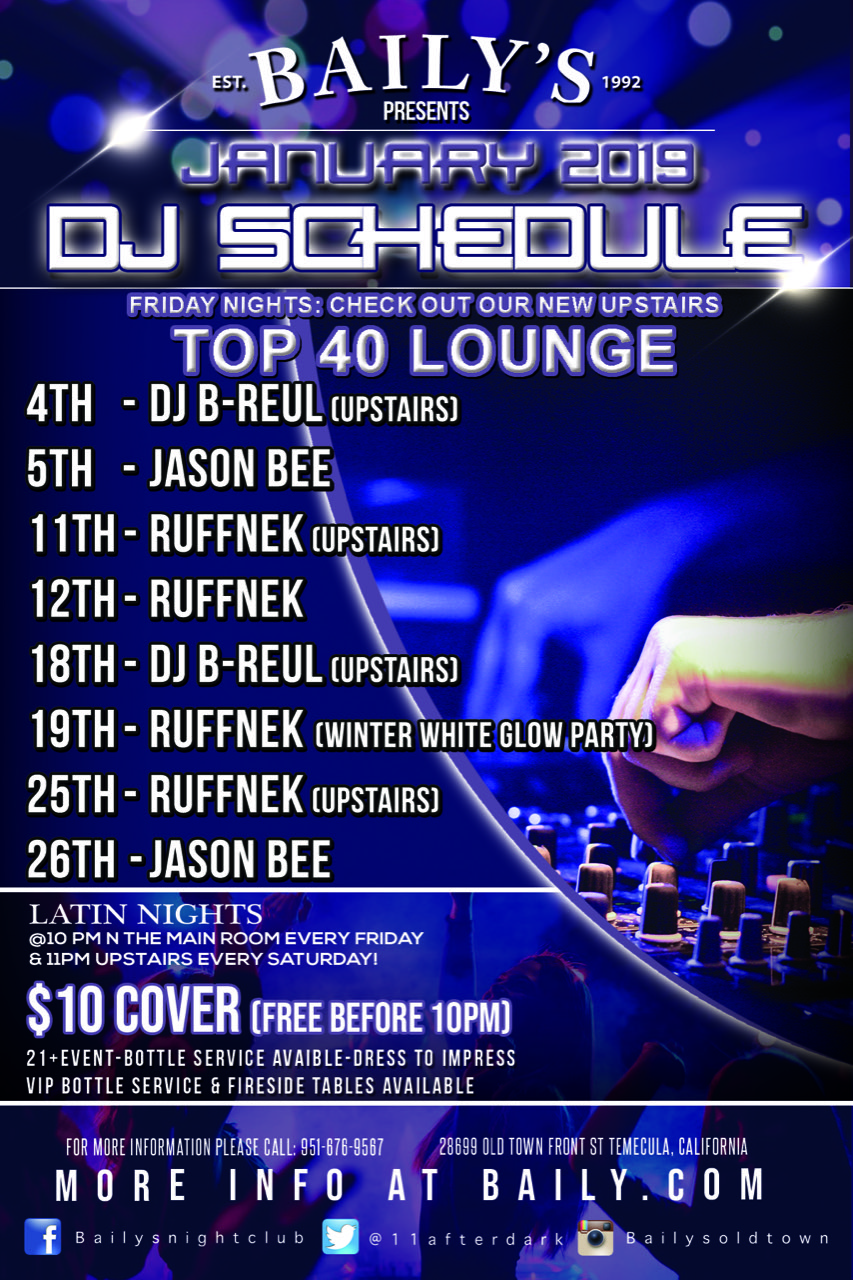 EST. BAILY'S 1992
PRESENTS
JANUARY 2019
DJ SCHEDULE
FRIDAY NIGHTS: CHECK OUT OUR NEW UPSTAIRS
TOP 40 LOUNGE
4TH - DJ B-REUL (UPSTAIRS)
5TH - JASON BEE
11TH - RUFFNEK (UPSTAIRS)
12TH - RUFFNEK
18TH - DJ B-REUL (UPSTAIRS)
19TH - RUFFNEK (WINTER WHITE GLOW PARTY)
25TH - RUFFNEK (UPSTAIRS)
26TH - JASON BEE
LATIN NIGHTS
@10 PM N THE MAIN ROOM EVERY FRIDAY
& 11PM UPSTAIRS EVERY SATURDAY!
$10 COVER (FREE BEFORE 10PM)
21+EVENT-BOTTLE SERVICE AVAIBLE-DRESS TO IMPRESS
VIP BOTTLE SERVICE & FIRESIDE TABLES AVAILABLE
FOR MORE INFORMATION PLEASE CALL: 951-676-9567 28699 OLD TOWN FRONT ST TEMECULA, CALIFORNIA
MORE INFO AT BAILY.COM
Bailysnightclub @11afterdark Bailysoldtown